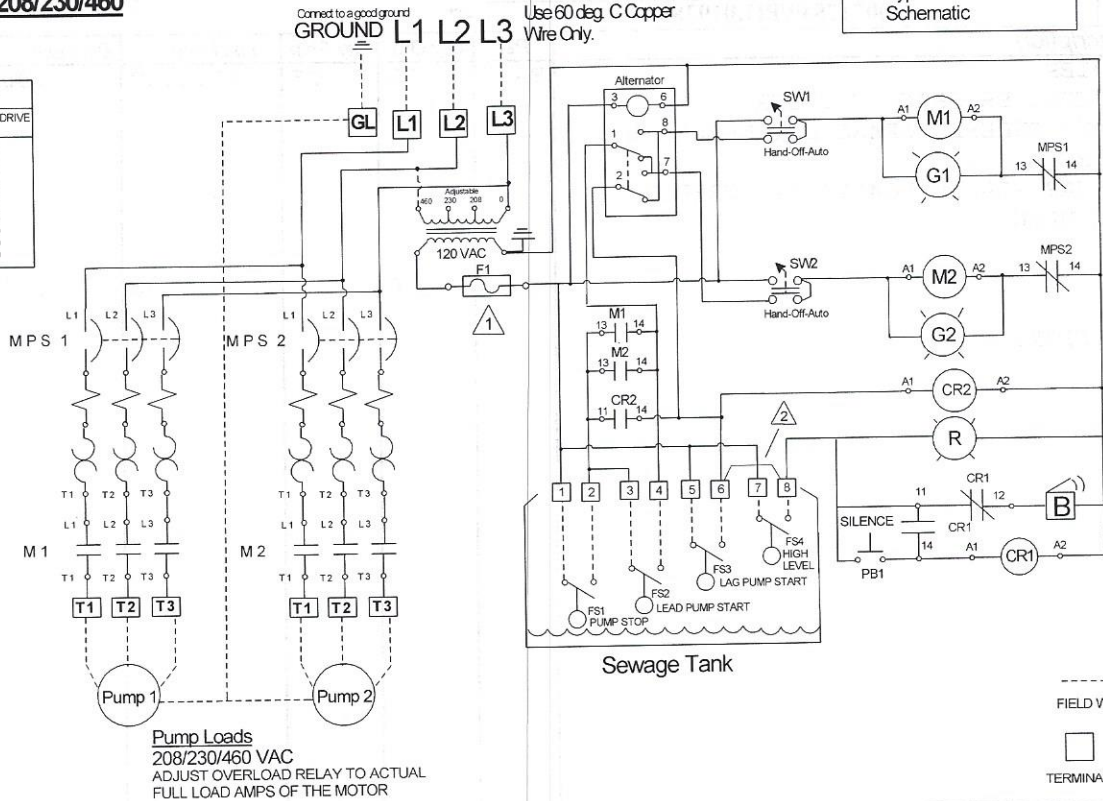 208/230/460
Connect to a good ground
GROUND L1 L2 L3
Use 60 deg. C Copper
Wire Only.
Schematic
DRIVE
GL L1 L2 L3
Alternator
3 6
8
1
7
2
SW1
Hand-Off-Auto
A1 M1 A2
G1
MPS1
13 14
Adjustable
460 230 208 0
120 VAC
F1
1
SW2
Hand-Off-Auto
A1 M2 A2
G2
MPS2
13 14
L1 L2 L3
MPS 1
L1 L2 L3
MPS 2
M1
13 14
M2
13 14
CR2
11 14
A1 CR2 A2
2
R
T1 T2 T3
T1 T2 T3
L1 L2 L3
L1 L2 L3
M1
M2
T1 T2 T3
T1 T2 T3
T1 T2 T3
T1 T2 T3
1 2 3 4 5 6 7 8
CR1
11 12
B
SILENCE
CR1
14
PB1
A1 CR1 A2
FS4
HIGH
LEVEL
FS3
LAG PUMP START
FS2
LEAD PUMP START
FS1
PUMP STOP
Sewage Tank
Pump 1
Pump 2
Pump Loads
208/230/460 VAC
ADJUST OVERLOAD RELAY TO ACTUAL
FULL LOAD AMPS OF THE MOTOR
FIELD W
TERMINA